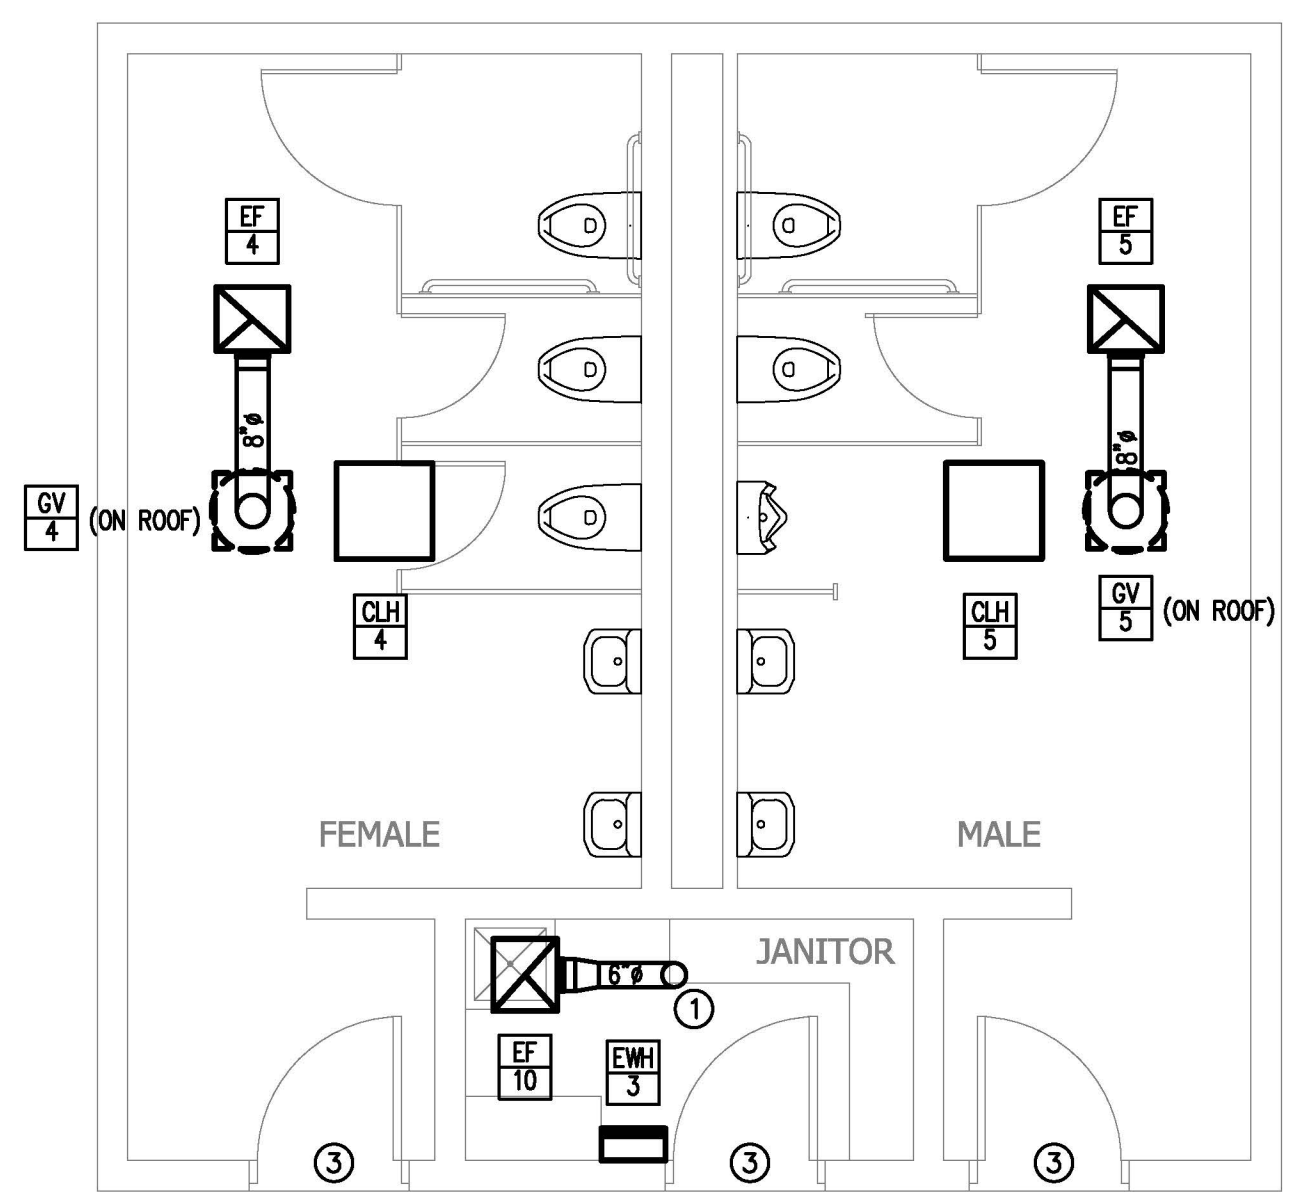 EF
4
EF
5
8"ø
8"ø
GV
4
(ON ROOF)
CLH
4
CLH
5
GV
5
(ON ROOF)
FEMALE
MALE
JANITOR
6"ø
1
EF
10
EWH
3
3
3
3